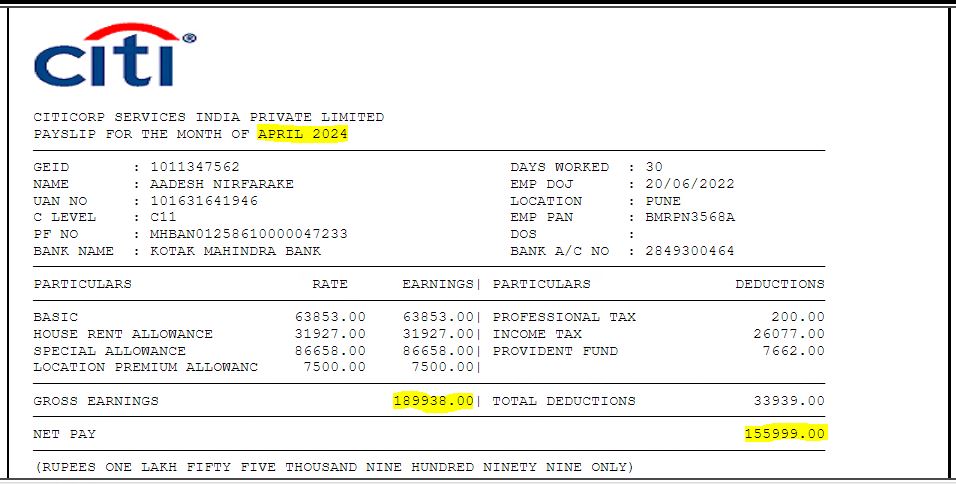 citi®
CITICORP SERVICES INDIA PRIVATE LIMITED
PAYSLIP FOR THE MONTH OF APRIL 2024
GEID : 1011347562 DAYS WORKED : 30
NAME : AADESH NIRFARAKE EMP DOJ : 20/06/2022
UAN NO : 101631641946 LOCATION : PUNE
C LEVEL : C11 EMP PAN : BMRPN3568A
PF NO : MHBAN01258610000047233 DOS :
BANK NAME : KOTAK MAHINDRA BANK BANK A/C NO : 2849300464
PARTICULARS RATE EARNINGS| PARTICULARS DEDUCTIONS
BASIC 63853.00 63853.00| PROFESSIONAL TAX 200.00
HOUSE RENT ALLOWANCE 31927.00 31927.00| INCOME TAX 26077.00
SPECIAL ALLOWANCE 86658.00 86658.00| PROVIDENT FUND 7662.00
LOCATION PREMIUM ALLOWANC 7500.00 7500.00|
GROSS EARNINGS 189938.00| TOTAL DEDUCTIONS 33939.00
NET PAY 155999.00
(RUPEES ONE LAKH FIFTY FIVE THOUSAND NINE HUNDRED NINETY NINE ONLY)